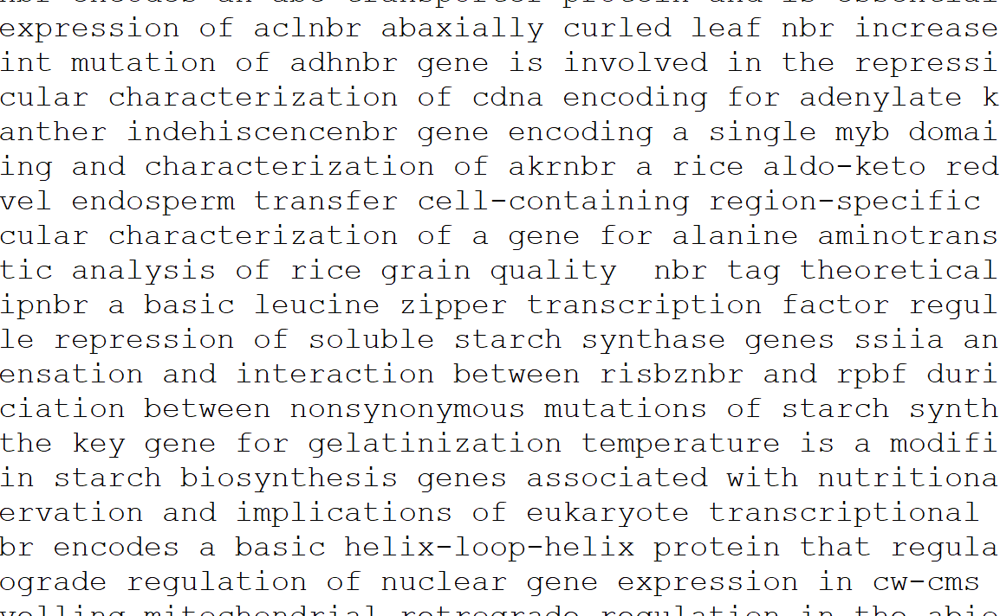 nbr encodes an abc transporter protein and is essential
expression of aclnbr abaxially curled leaf nbr increase
int mutation of adhnbr gene is involved in the repressi
cular characterization of cdna encoding for adenylate k
anther indehiscencenbr gene encoding a single myb domai
ing and characterization of akrnbr a rice aldo-keto red
vel endosperm transfer cell-containing region-specific
cular characterization of a gene for alanine aminotrans
tic analysis of rice grain quality  nbr tag theoretical
ipnbr a basic leucine zipper transcription factor regul
le repression of soluble starch synthase genes ssiia an
ensation and interaction between risbznbr and rpbf duri
ciation between nonsynonymous mutations of starch synth
the key gene for gelatinization temperature is a modifi
in starch biosynthesis genes associated with nutritiona
ervation and implications of eukaryote transcriptional
br encodes a basic helix-loop-helix protein that regula
ograde regulation of nuclear gene expression in cw-cms
velling mitochondrial retrograde regulation in the abio